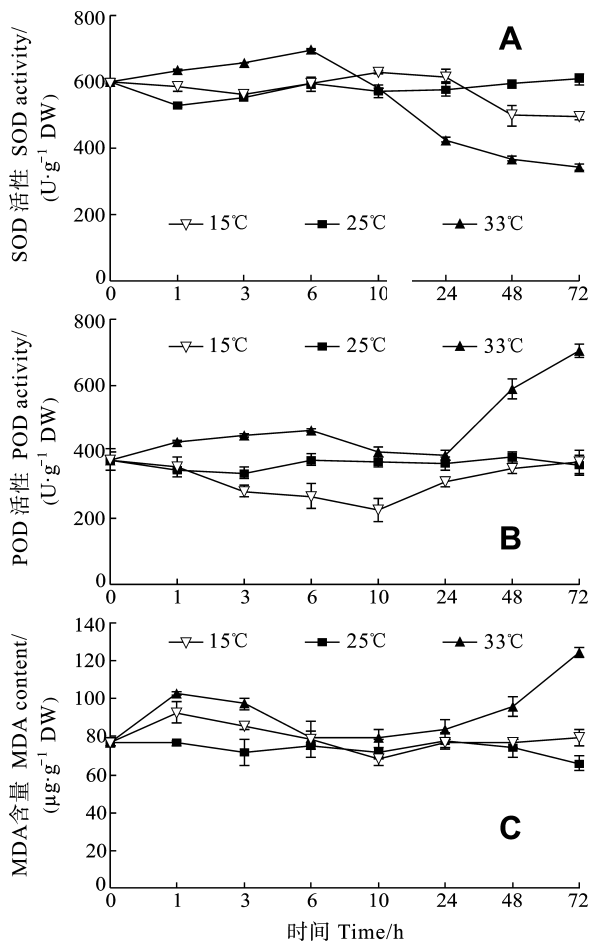 SOD 活性 SOD activity/
(U·g⁻¹ DW)
800
600
400
200
0
A
15℃
25℃
33℃
0 1 3 6 10 24 48 72
POD 活性 POD activity/
(U·g⁻¹ DW)
800
600
400
200
0
15℃
25℃
33℃
B
0 1 3 6 10 24 48 72
MDA含量 MDA content/
(μg·g⁻¹ DW)
140
120
100
80
60
40
20
0
15℃
25℃
33℃
C
0 1 3 6 10 24 48 72
时间 Time/h